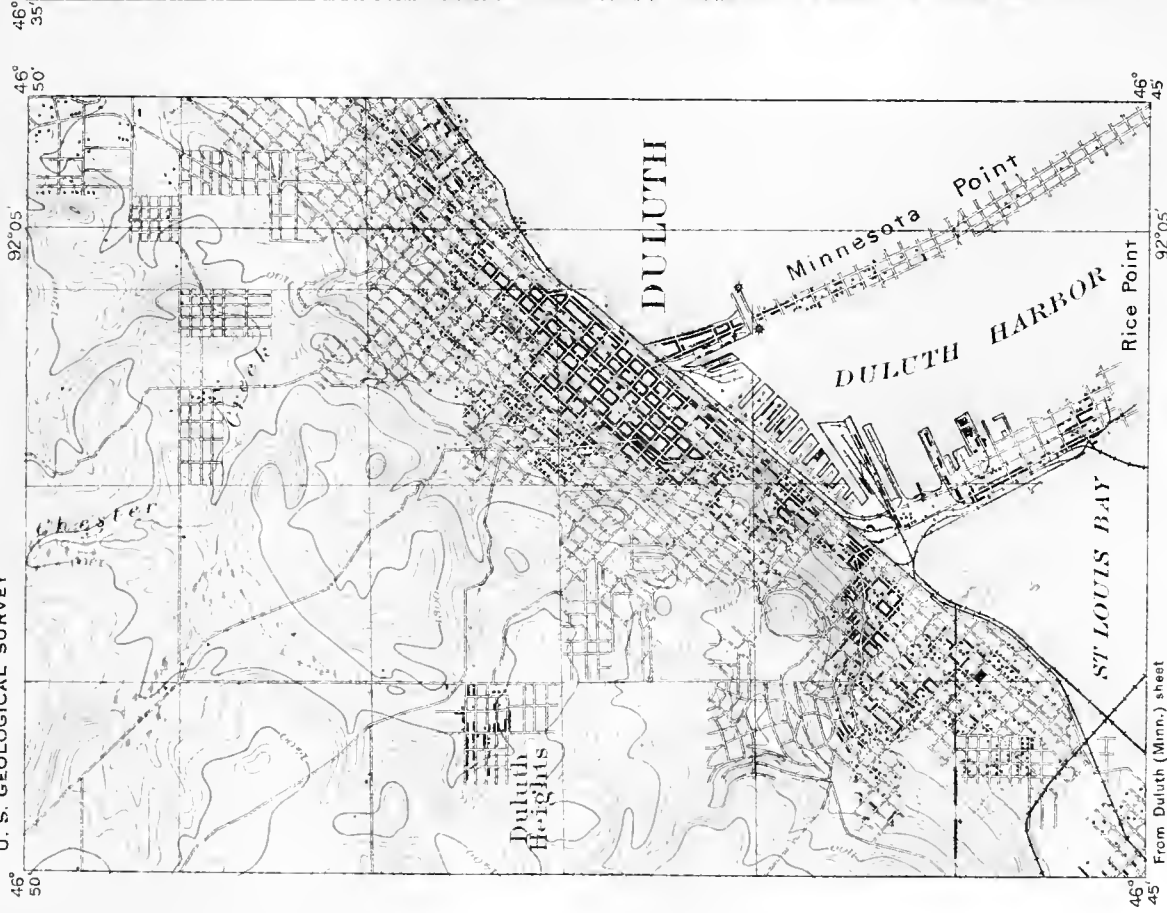 46°
35'
U. S. GEOLOGICAL SURVEY
46°
50'
92°05'
46°
50'
Chester
Creek
DULUTH
Minnesota Point
DULUTH HARBOR
Duluth
Heights
Rice Point
ST LOUIS BAY
46°
45'
92°05'
46°
45'
From Duluth (Minn.) sheet